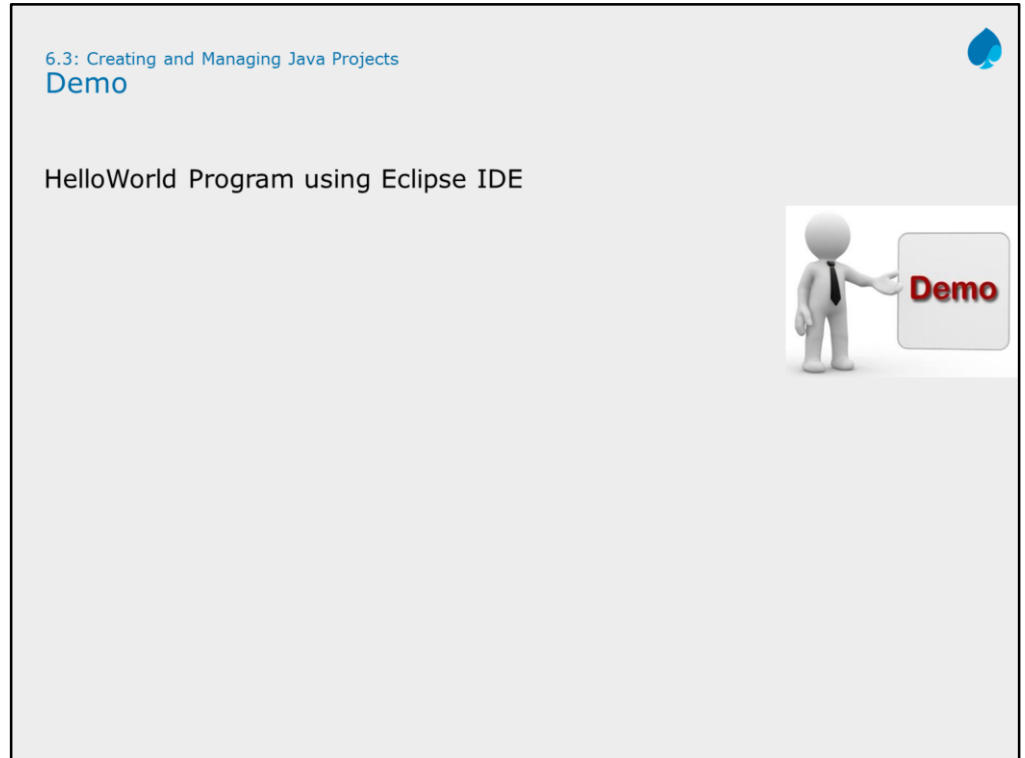 6.3: Creating and Managing Java Projects
Demo
HelloWorld Program using Eclipse IDE
Demo